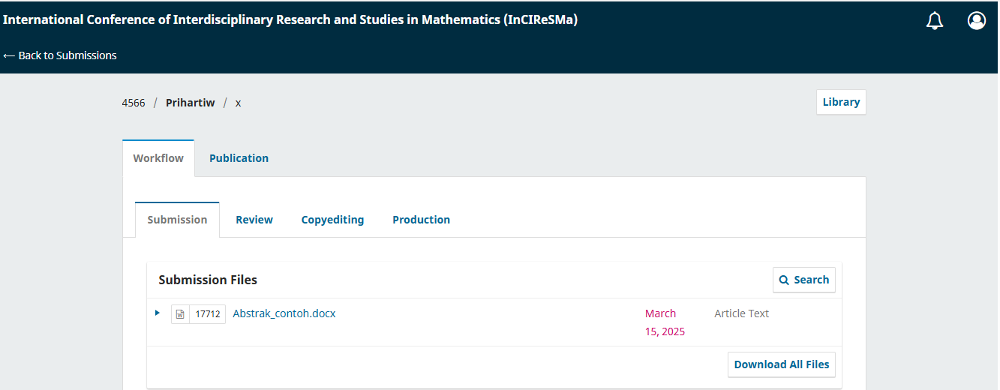 International Conference of Interdisciplinary Research and Studies in Mathematics (InCIReSMa)
← Back to Submissions
4566 / Prihartiw / x
Library
Workflow Publication
Submission Review Copyediting Production
Submission Files
Search
17712 Abstrak_contoh.docx March 15, 2025 Article Text
Download All Files